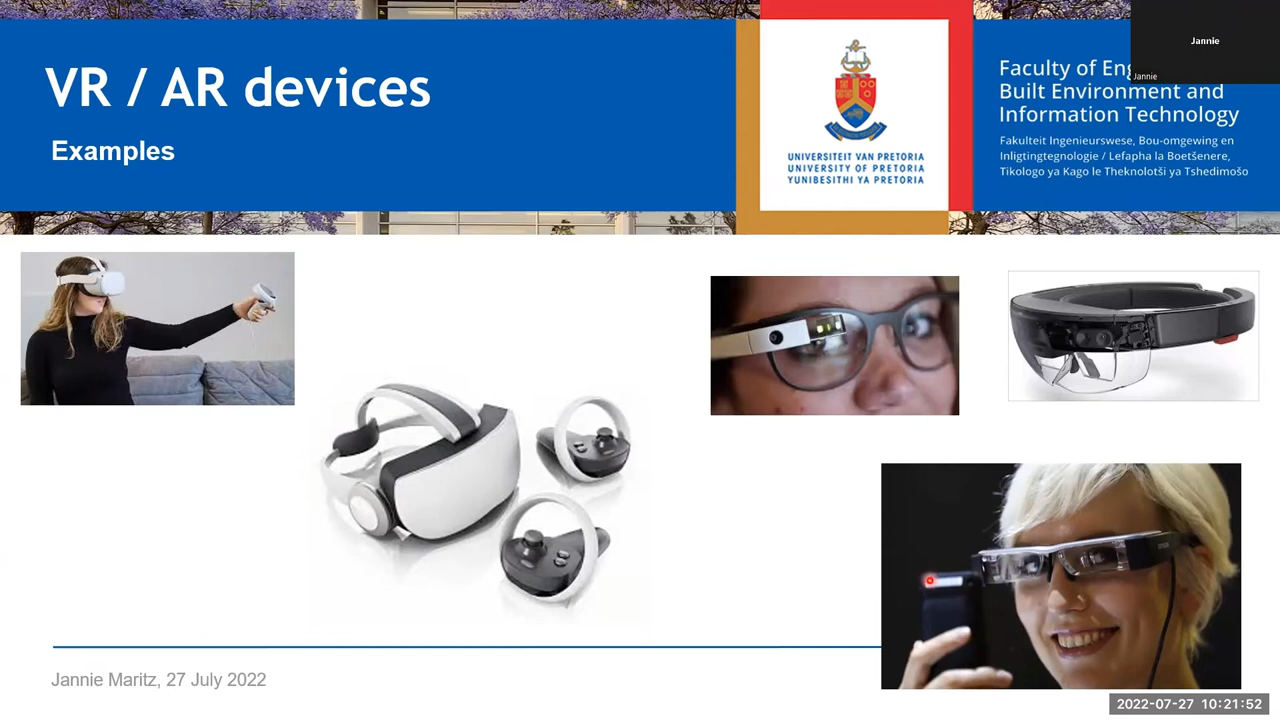 VR / AR devices
Examples
UNIVERSITEIT VAN PRETORIA
UNIVERSITY OF PRETORIA
YUNIBESITHI YA PRETORIA
Faculty of Eng
Built Environment and
Information Technology
Fakulteit Ingenieurswese, Bou-omgewing en
Inligtingtegnologie / Lefapha la Boetšenere,
Tikologo ya Kago le Theknolotši ya Tshedimošo
Jannie
Jannie
EPSON
Jannie Maritz, 27 July 2022
2022-07-27 10:21:52